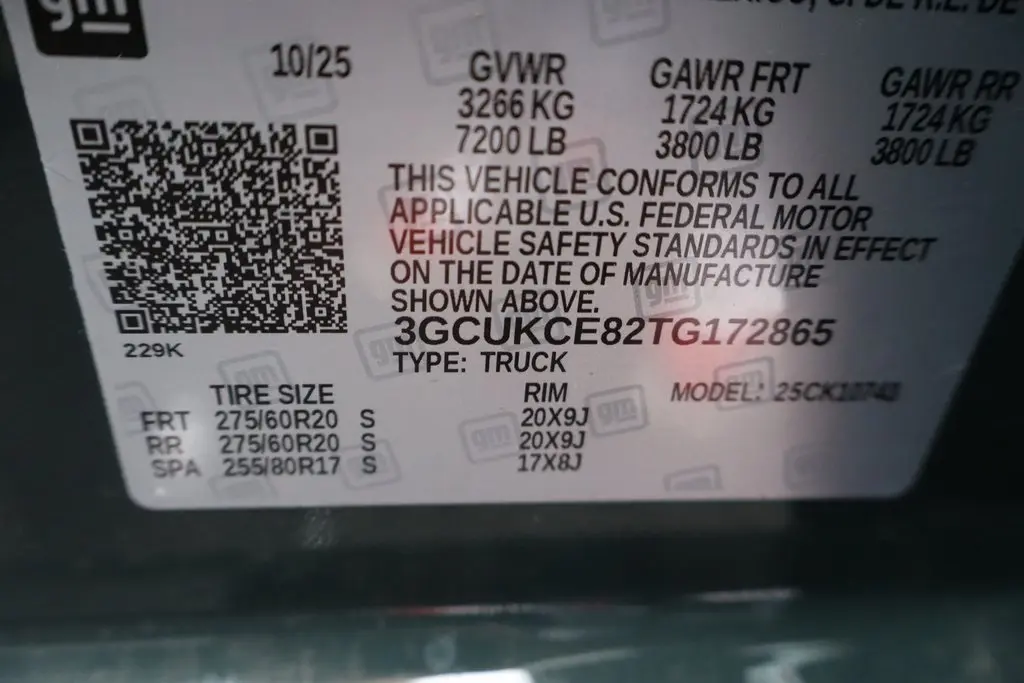 gm
10/25
GVWR GAWR FRT GAWR RR
3266 KG 1724 KG 1724 KG
7200 LB 3800 LB 3800 LB
THIS VEHICLE CONFORMS TO ALL
APPLICABLE U.S. FEDERAL MOTOR
VEHICLE SAFETY STANDARDS IN EFFECT
ON THE DATE OF MANUFACTURE
SHOWN ABOVE.
3GCUKCE82TG172865
229K
TYPE: TRUCK
TIRE SIZE RIM MODEL:
FRT 275/60R20 S 20X9J
RR 275/60R20 S 20X9J
SPA 255/80R17 S 17X8J